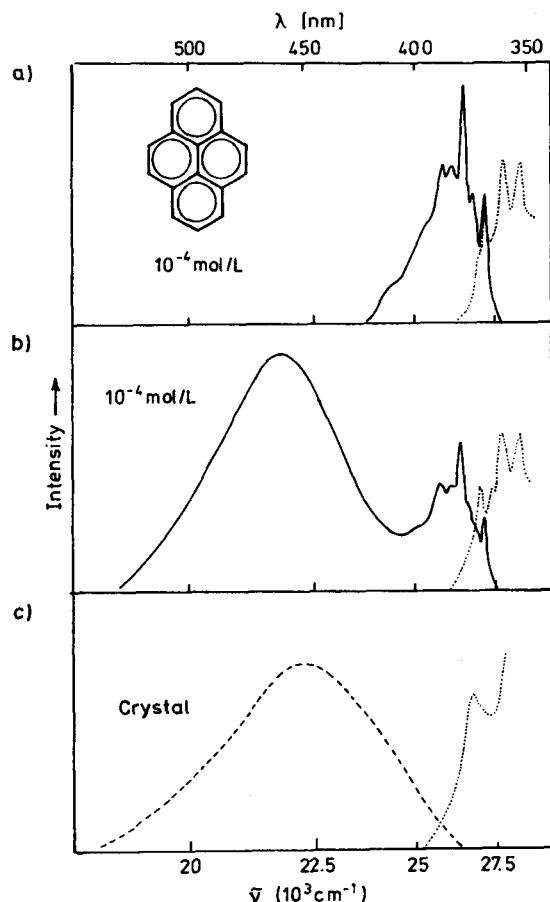 λ [nm]
500 450 400 350
a)
10⁻⁴ mol/L
b)
10⁻⁴ mol/L
Intensity →
c)
Crystal
20 22.5 25 27.5
ṽ (10³ cm⁻¹)